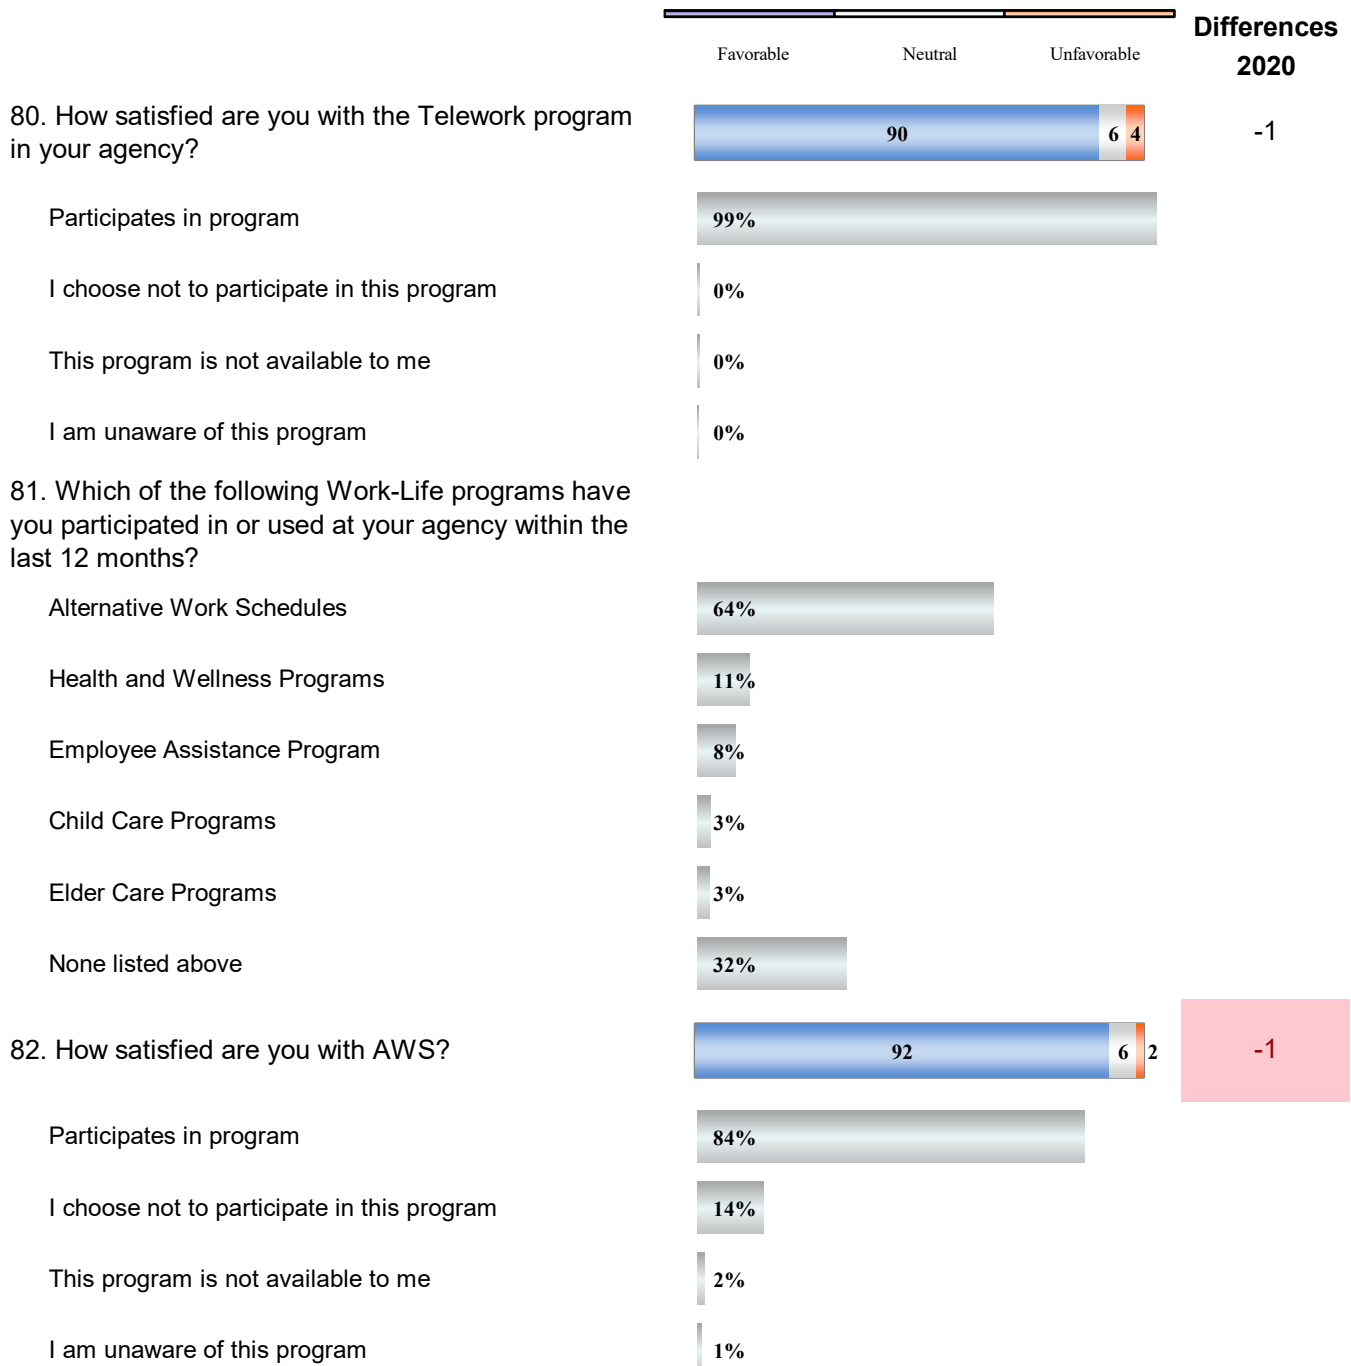 Favorable Neutral Unfavorable
Differences
2020
80. How satisfied are you with the Telework program
in your agency?
90 6 4
-1
Participates in program
99%
I choose not to participate in this program
0%
This program is not available to me
0%
I am unaware of this program
0%
81. Which of the following Work-Life programs have
you participated in or used at your agency within the
last 12 months?
Alternative Work Schedules
64%
Health and Wellness Programs
11%
Employee Assistance Program
8%
Child Care Programs
3%
Elder Care Programs
3%
None listed above
32%
82. How satisfied are you with AWS?
92 6 2
-1
Participates in program
84%
I choose not to participate in this program
14%
This program is not available to me
2%
I am unaware of this program
1%